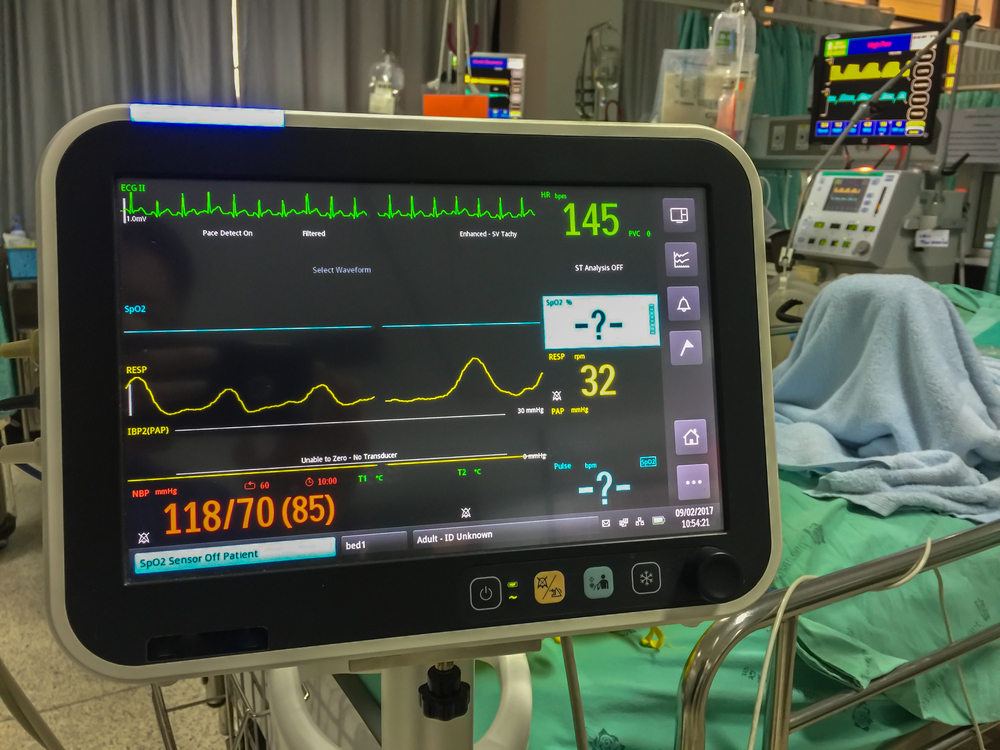 ECG II
1.0mV
HR bpm
145
PVC 0
Pace Detect On Filtered Enhanced - SV Tachy
Select Waveform
ST Analysis OFF
SpO2
SpO2 %
-?-
RESP
RESP rpm
32
30 mmHg
PAP mmHg
IBP2(PAP)
Unable to Zero - No Transducer
0 mmHg
NBP mmHg
60
10:00
T1 °C
T2 °C
Pulse bpm
SpO2
-?-
118/70 (85)
09/02/2017
10:54:21
SpO2 Sensor Off Patient
bed1
Adult - ID Unknown